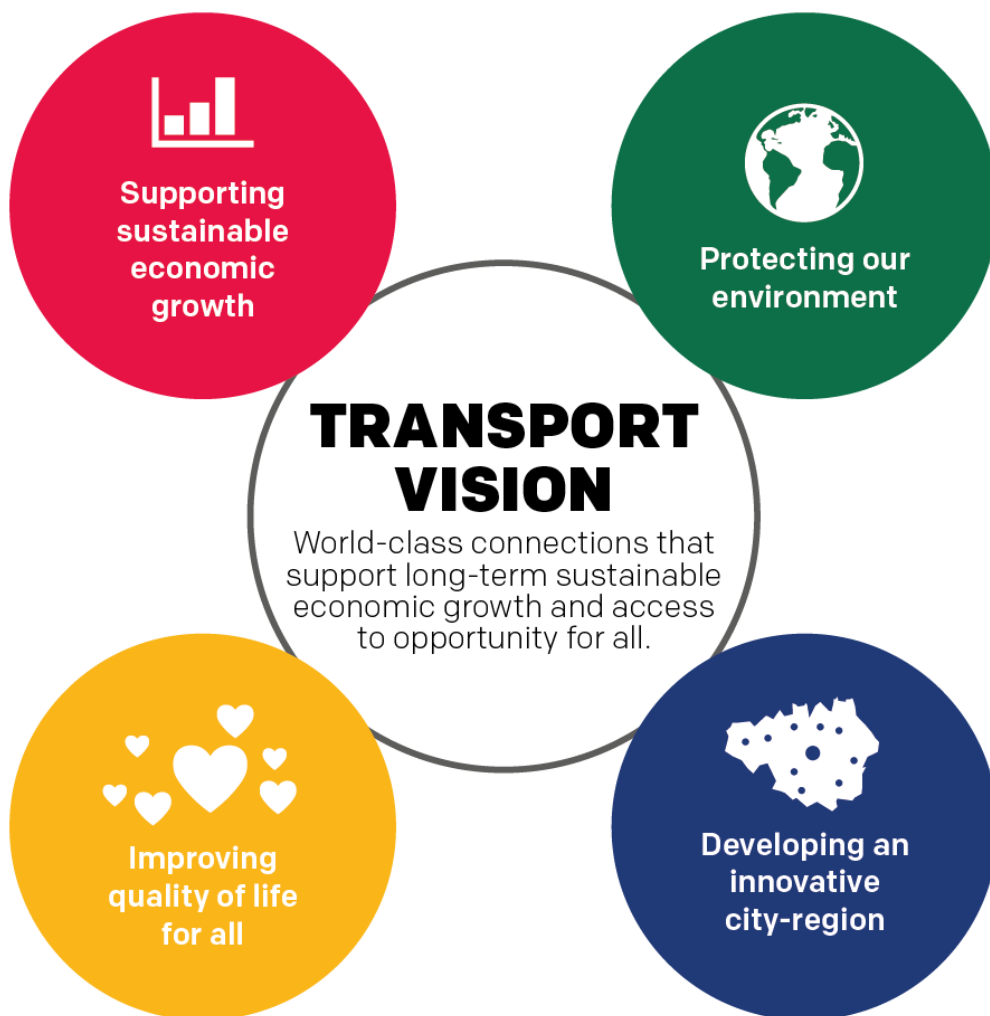 Supporting
sustainable
economic
growth
Protecting our
environment
TRANSPORT
VISION
World-class connections that
support long-term sustainable
economic growth and access
to opportunity for all.
Improving
quality of life
for all
Developing an
innovative
city-region